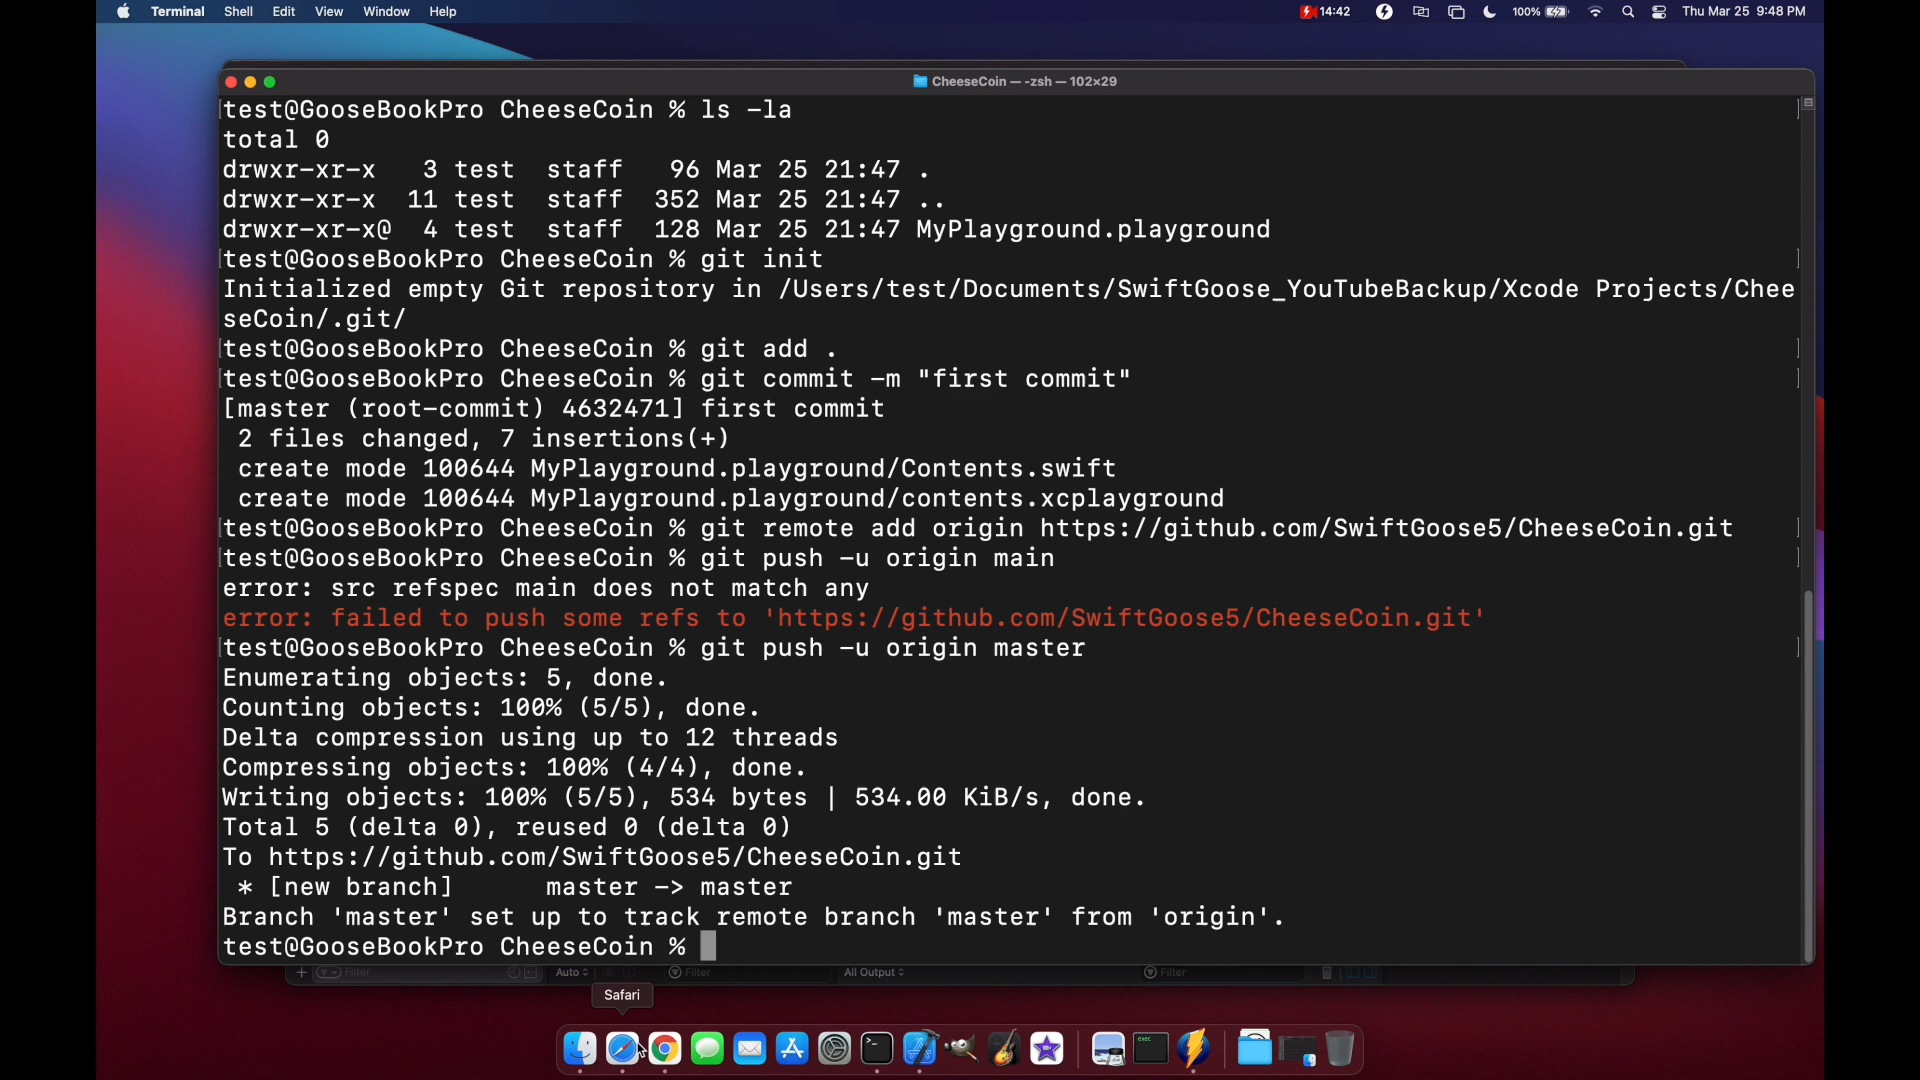 Terminal Shell Edit View Window Help 14:42 100% Thu Mar 25 9:48 PM
CheeseCoin — -zsh — 102×29
test@GooseBookPro CheeseCoin % ls -la
total 0
drwxr-xr-x 3 test staff 96 Mar 25 21:47 .
drwxr-xr-x 11 test staff 352 Mar 25 21:47 ..
drwxr-xr-x@ 4 test staff 128 Mar 25 21:47 MyPlayground.playground
test@GooseBookPro CheeseCoin % git init
Initialized empty Git repository in /Users/test/Documents/SwiftGoose_YouTubeBackup/Xcode Projects/Chee
seCoin/.git/
test@GooseBookPro CheeseCoin % git add .
test@GooseBookPro CheeseCoin % git commit -m "first commit"
[master (root-commit) 4632471] first commit
2 files changed, 7 insertions(+)
create mode 100644 MyPlayground.playground/Contents.swift
create mode 100644 MyPlayground.playground/contents.xcplayground
test@GooseBookPro CheeseCoin % git remote add origin https://github.com/SwiftGoose5/CheeseCoin.git
test@GooseBookPro CheeseCoin % git push -u origin main
error: src refspec main does not match any
error: failed to push some refs to 'https://github.com/SwiftGoose5/CheeseCoin.git'
test@GooseBookPro CheeseCoin % git push -u origin master
Enumerating objects: 5, done.
Counting objects: 100% (5/5), done.
Delta compression using up to 12 threads
Compressing objects: 100% (4/4), done.
Writing objects: 100% (5/5), 534 bytes | 534.00 KiB/s, done.
Total 5 (delta 0), reused 0 (delta 0)
To https://github.com/SwiftGoose5/CheeseCoin.git
* [new branch] master -> master
Branch 'master' set up to track remote branch 'master' from 'origin'.
test@GooseBookPro CheeseCoin %
Filter Auto Filter All Output Filter
Safari
exec